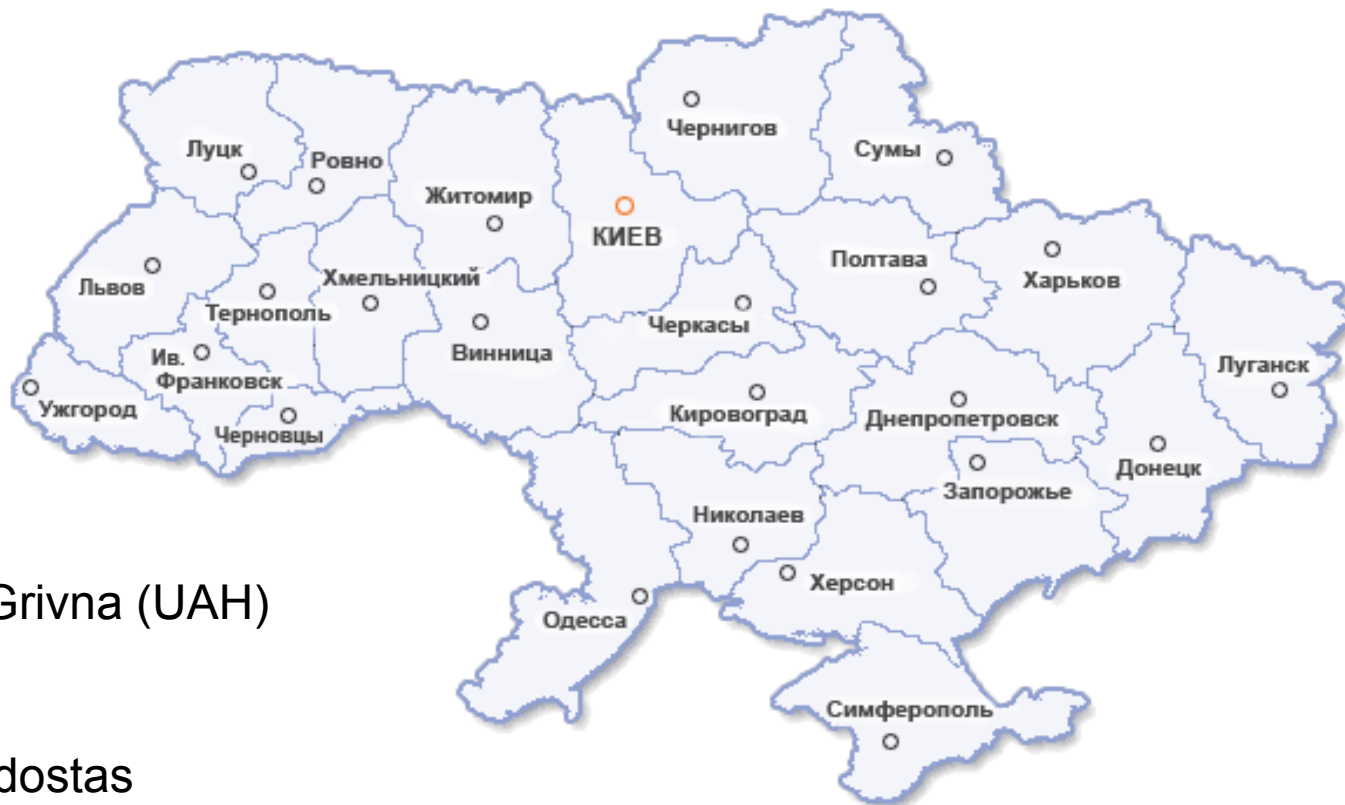 Чернигов
Сумы
Луцк
Ровно
Житомир
КИЕВ
Полтава
Харьков
Львов
Хмельницкий
Тернополь
Черкасы
Винница
Ив.
Франковск
Луганск
Ужгород
Кировоград
Днепропетровск
Черновцы
Донецк
Запорожье
Николаев
Херсон
Grivna (UAH)
Одесса
Симферополь
dostas